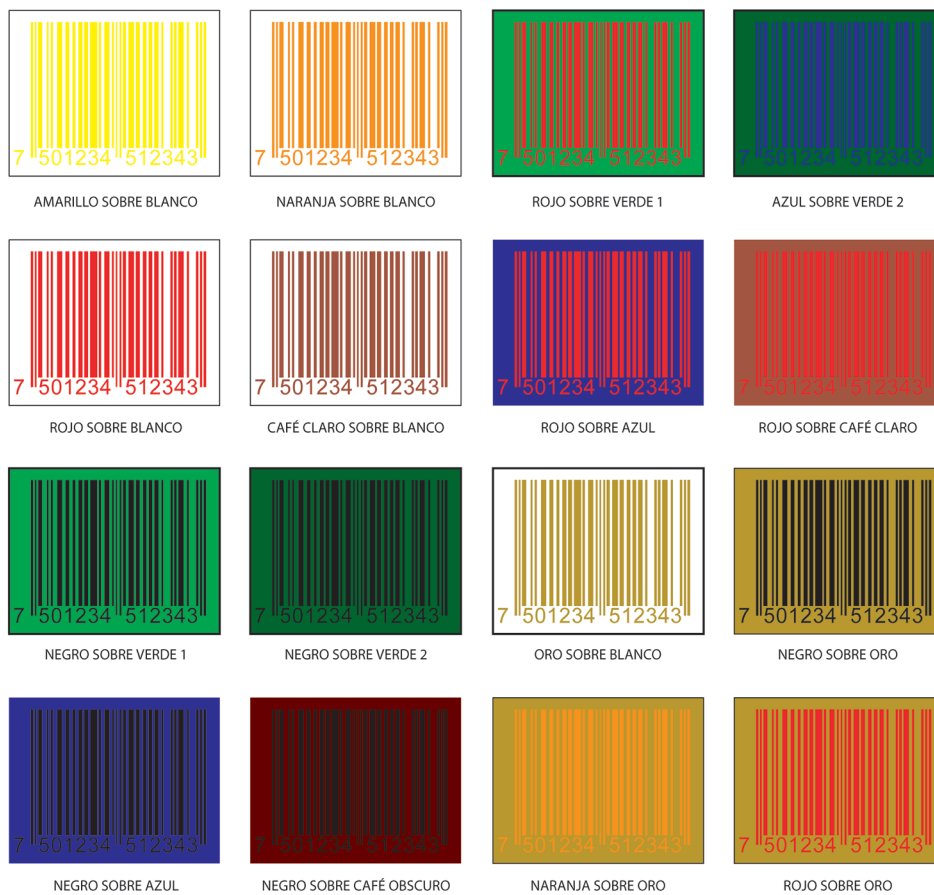 7 501234 512343
7 501234 512343
7 501234 512343
7 501234 512343
AMARILLO SOBRE BLANCO
NARANJA SOBRE BLANCO
ROJO SOBRE VERDE 1
AZUL SOBRE VERDE 2
7 501234 512343
7 501234 512343
7 501234 512343
7 501234 512343
ROJO SOBRE BLANCO
CAFÉ CLARO SOBRE BLANCO
ROJO SOBRE AZUL
ROJO SOBRE CAFÉ CLARO
7 501234 512343
7 501234 512343
7 501234 512343
7 501234 512343
NEGRO SOBRE VERDE 1
NEGRO SOBRE VERDE 2
ORO SOBRE BLANCO
NEGRO SOBRE ORO
7 501234 512343
7 501234 512343
7 501234 512343
7 501234 512343
NEGRO SOBRE AZUL
NEGRO SOBRE CAFÉ OBSCURO
NARANJA SOBRE ORO
ROJO SOBRE ORO